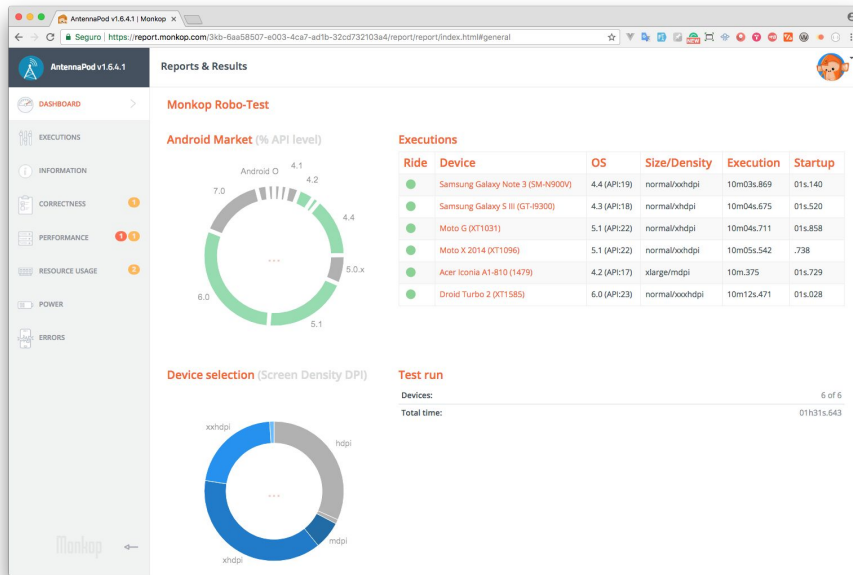 AntennaPod v1.6.4.1 | Monkop
Seguro | https://report.monkop.com/3kb-6aa58507-e003-4ca7-ad1b-32cd732103a4/report/report/index.html#general
NEW
AntennaPod v1.6.4.1
Reports & Results
DASHBOARD
EXECUTIONS
INFORMATION
CORRECTNESS 1
PERFORMANCE 1 1
RESOURCE USAGE 2
POWER
ERRORS
Monkop
Monkop Robo-Test
Android Market (% API level)
Android O
4.1
4.2
7.0
4.4
...
5.0.x
6.0
5.1
Executions
Ride Device OS Size/Density Execution Startup
Samsung Galaxy Note 3 (SM-N900V) 4.4 (API:19) normal/xxhdpi 10m03s.869 01s.140
Samsung Galaxy S III (GT-I9300) 4.3 (API:18) normal/xhdpi 10m04s.675 01s.520
Moto G (XT1031) 5.1 (API:22) normal/xhdpi 10m04s.711 01s.858
Moto X 2014 (XT1096) 5.1 (API:22) normal/xxhdpi 10m05s.542 .738
Acer Iconia A1-810 (1479) 4.2 (API:17) xlarge/mdpi 10m.375 01s.729
Droid Turbo 2 (XT1585) 6.0 (API:23) normal/xxxhdpi 10m12s.471 01s.028
Device selection (Screen Density DPI)
xxhdpi
hdpi
...
mdpi
xhdpi
Test run
Devices: 6 of 6
Total time: 01h31s.643